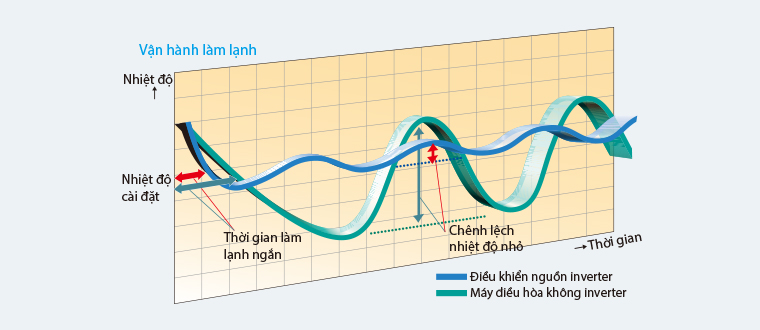 Vận hành làm lạnh
Nhiệt độ
Nhiệt độ
cài đặt
Thời gian làm
lạnh ngắn
Chênh lệch
nhiệt độ nhỏ
Thời gian
Điều khiển nguồn inverter
Máy diều hòa không inverter